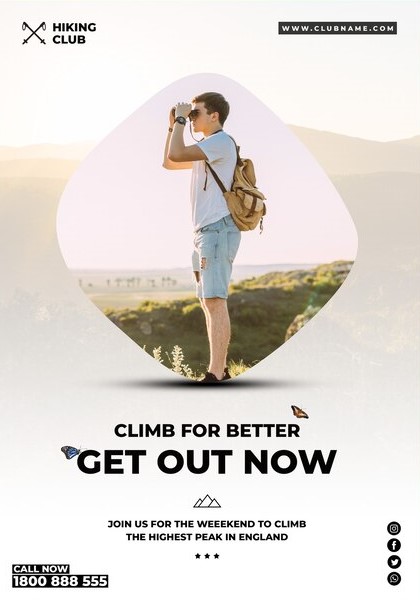 HIKING
CLUB
WWW.CLUBNAME.COM
CLIMB FOR BETTER
GET OUT NOW
JOIN US FOR THE WEEEKEND TO CLIMB
THE HIGHEST PEAK IN ENGLAND
CALL NOW
1800 888 555